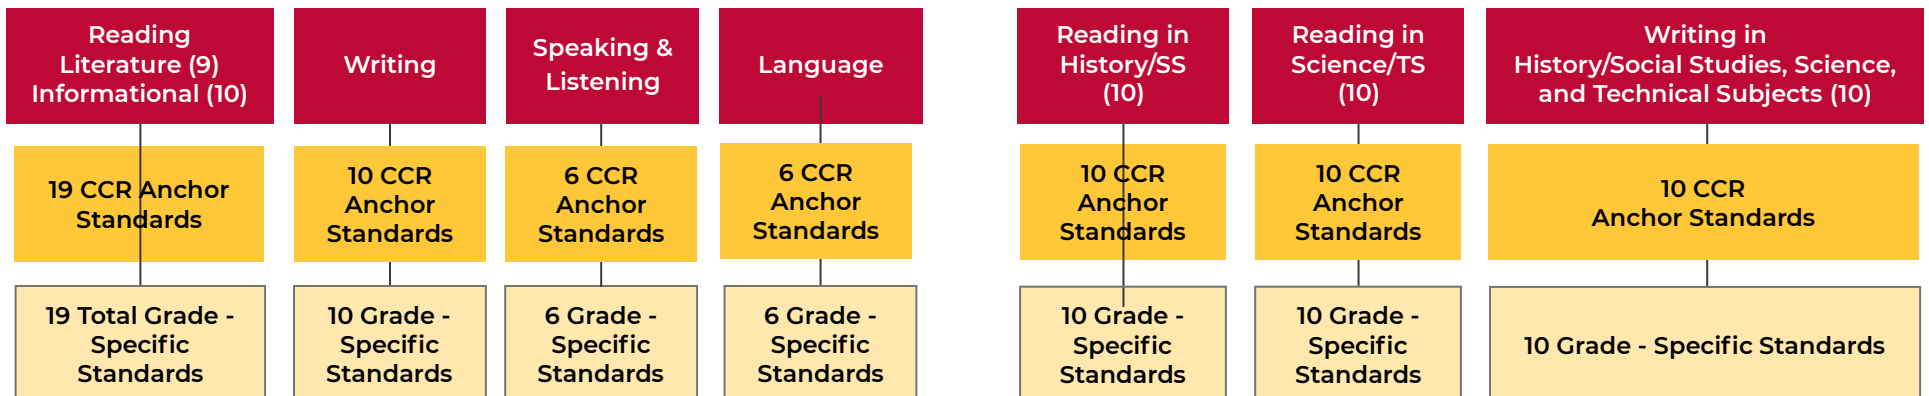 Reading
Literature (9)
Informational (10)
Writing
Speaking &
Listening
Language
Reading in
History/SS
(10)
Reading in
Science/TS
(10)
Writing in
History/Social Studies, Science,
and Technical Subjects (10)
19 CCR Anchor
Standards
10 CCR
Anchor
Standards
6 CCR
Anchor
Standards
6 CCR
Anchor
Standards
10 CCR
Anchor
Standards
10 CCR
Anchor
Standards
10 CCR
Anchor Standards
19 Total Grade -
Specific
Standards
10 Grade -
Specific
Standards
6 Grade -
Specific
Standards
6 Grade -
Specific
Standards
10 Grade -
Specific
Standards
10 Grade -
Specific
Standards
10 Grade - Specific Standards